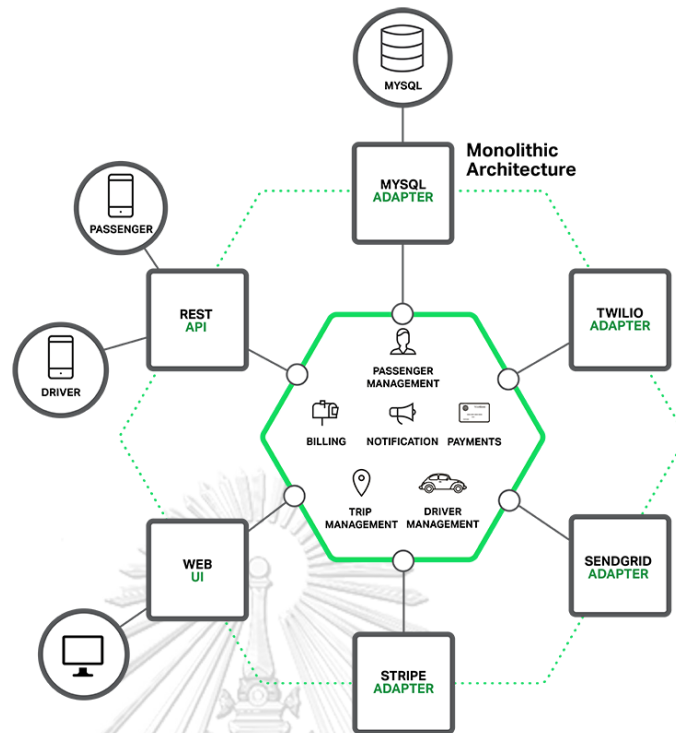 MYSQL
Monolithic
Architecture
MYSQL
ADAPTER
PASSENGER
REST
API
TWILIO
ADAPTER
DRIVER
PASSENGER
MANAGEMENT
BILLING
NOTIFICATION
PAYMENTS
TRIP
MANAGEMENT
DRIVER
MANAGEMENT
WEB
UI
SENDGRID
ADAPTER
STRIPE
ADAPTER